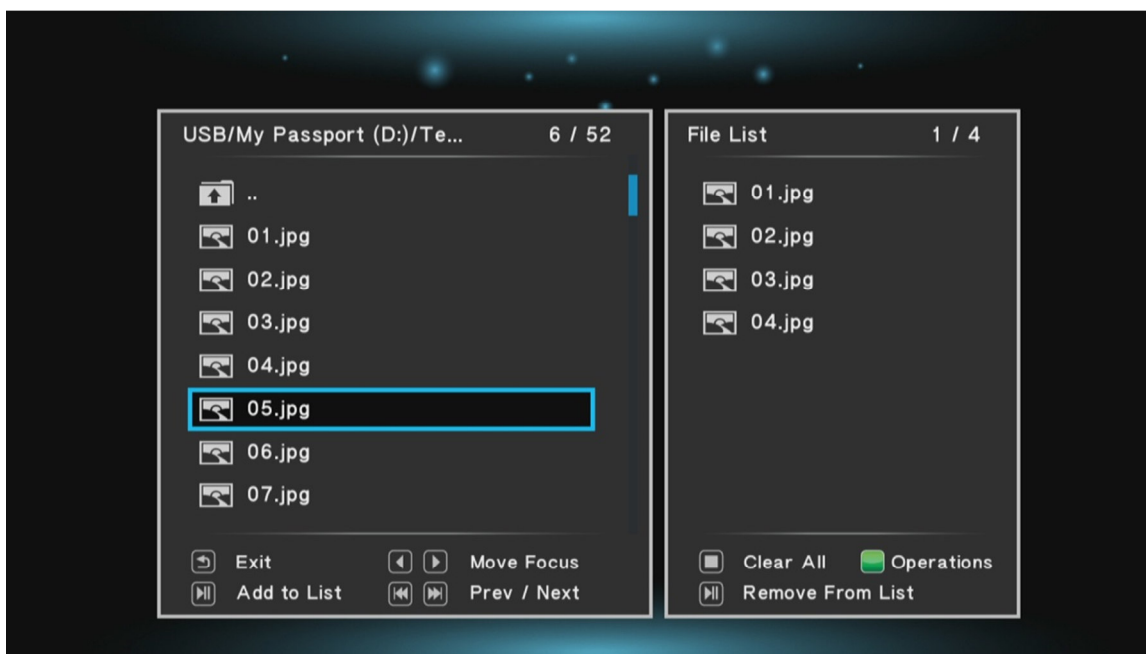 USB/My Passport (D:)/Te... 6 / 52
..
01.jpg
02.jpg
03.jpg
04.jpg
05.jpg
06.jpg
07.jpg
Exit Move Focus
Add to List Prev / Next
File List 1 / 4
01.jpg
02.jpg
03.jpg
04.jpg
Clear All Operations
Remove From List